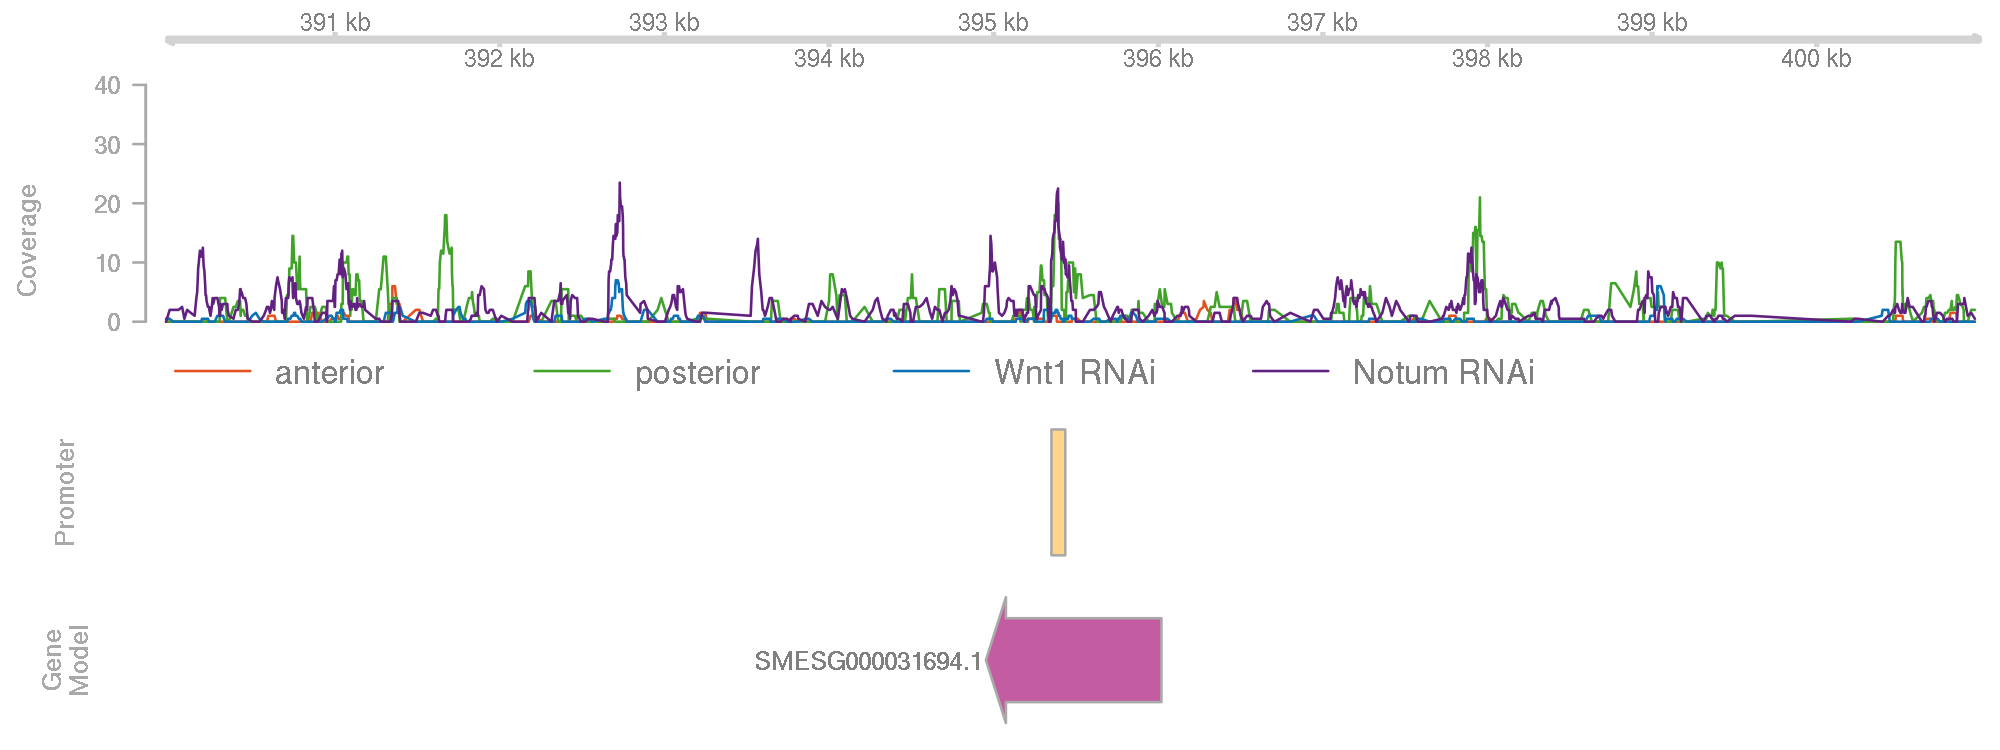 391 kb 393 kb 395 kb 397 kb 399 kb
392 kb 394 kb 396 kb 398 kb 400 kb
40
30
20
10
0
Coverage
anterior posterior Wnt1 RNAi Notum RNAi
Promoter
Gene
Model
SMESG000031694.1